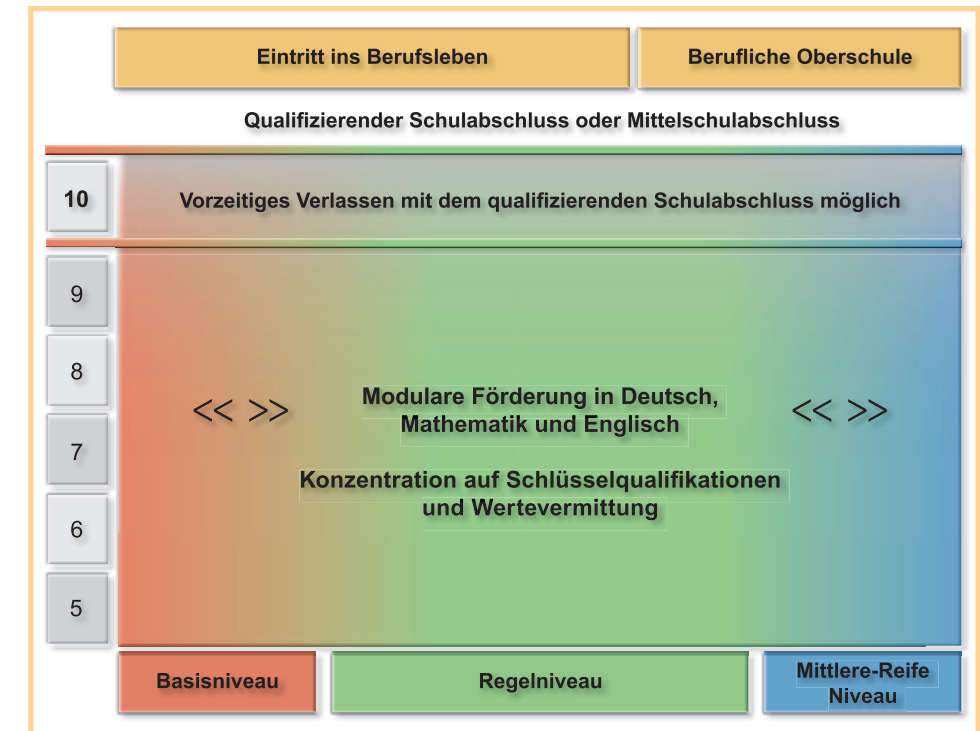 Eintritt ins Berufsleben
Berufliche Oberschule
Qualifizierender Schulabschluss oder Mittelschulabschluss
10
Vorzeitiges Verlassen mit dem qualifizierenden Schulabschluss möglich
9
8
7
6
5
<< >>
Modulare Förderung in Deutsch,
Mathematik und Englisch
<< >>
Konzentration auf Schlüsselqualifikationen
und Wertevermittung
Basisniveau
Regelniveau
Mittlere-Reife
Niveau